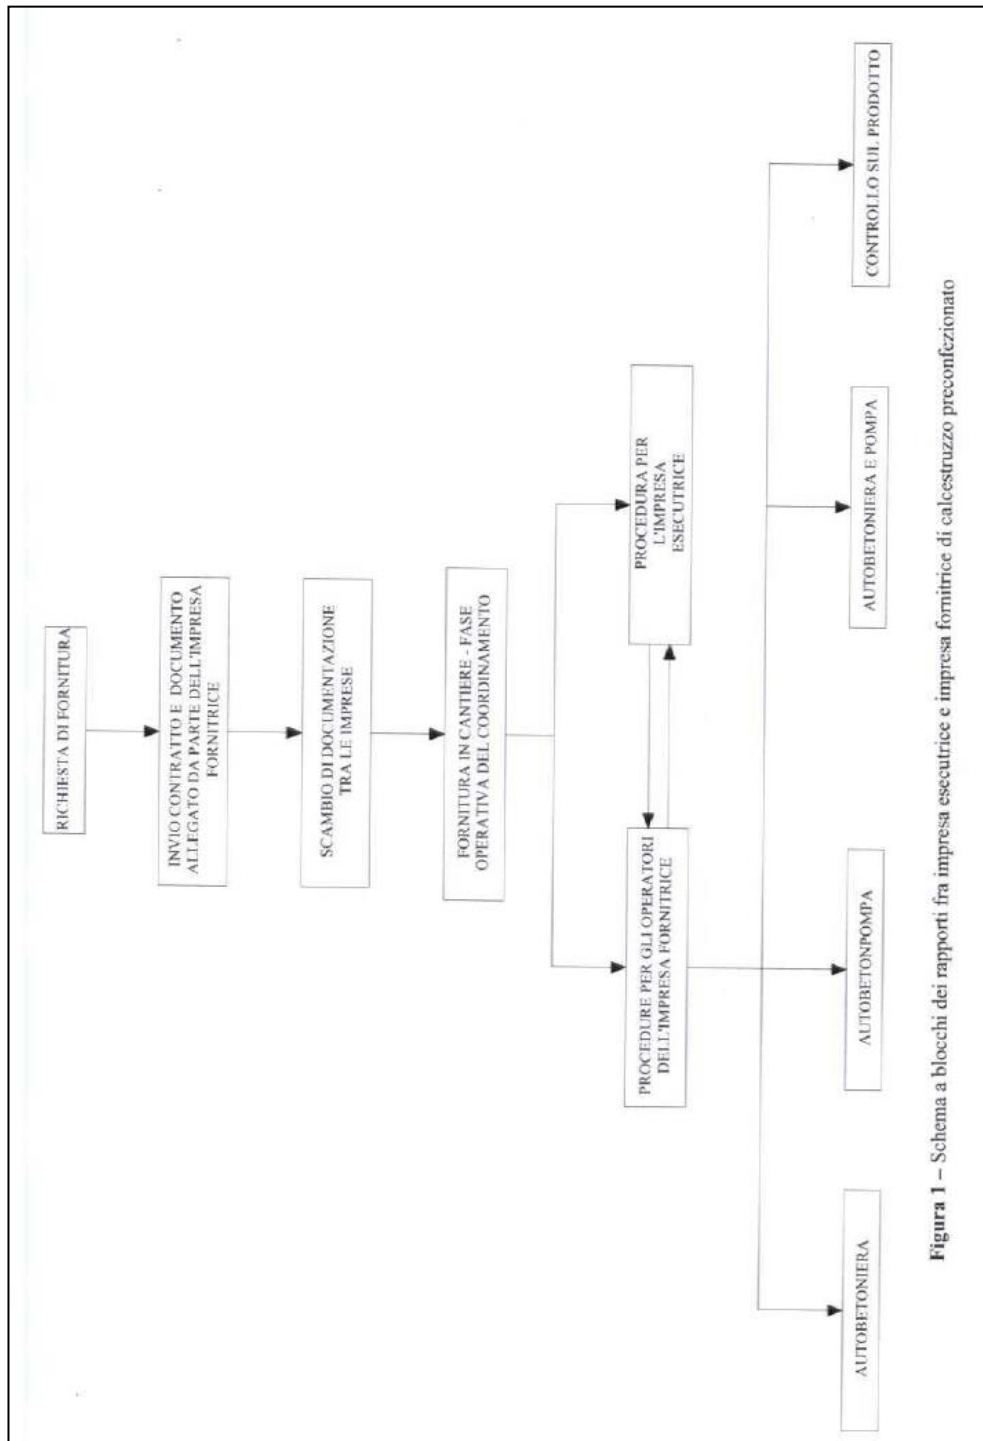 RICHIESTA DI FORNITURA
INVIO CONTRATTO E DOCUMENTO
ALLEGATO DA PARTE DELL'IMPRESA
FORNITRICE
SCAMBIO DI DOCUMENTAZIONE
TRA LE IMPRESE
FORNITURA IN CANTIERE - FASE
OPERATIVA DEL COORDINAMENTO
PROCEDURE PER GLI OPERATORI
DELL'IMPRESA FORNITRICE
PROCEDURA PER
L'IMPRESA
ESECUTRICE
AUTOBETONIERA
AUTOBETONPOMPA
AUTOBETONIERA E POMPA
CONTROLLO SUL PRODOTTO
Figura 1 – Schema a blocchi dei rapporti fra impresa esecutrice e impresa fornitrice di calcestruzzo preconfezionato